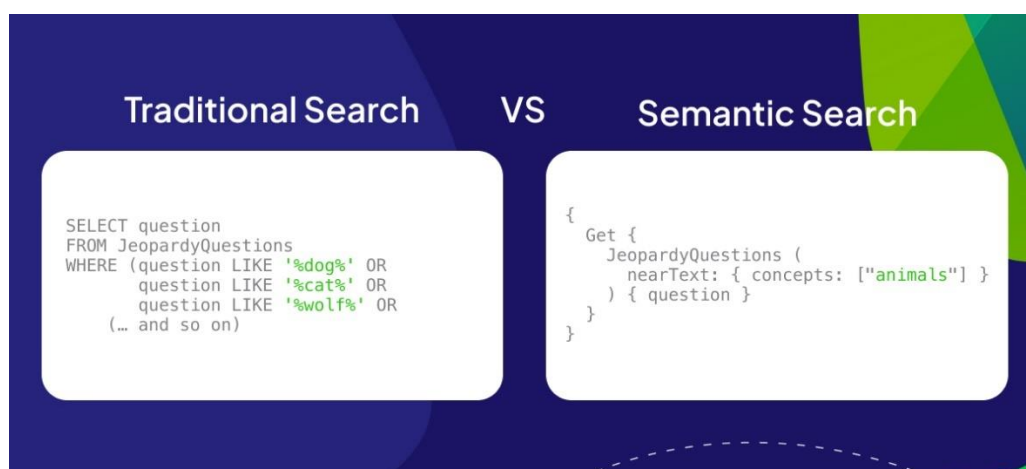 Traditional Search VS Semantic Search
SELECT question
FROM JeopardyQuestions
WHERE (question LIKE '%dog%' OR
       question LIKE '%cat%' OR
       question LIKE '%wolf%' OR
    (… and so on)
{
  Get {
    JeopardyQuestions (
      nearText: { concepts: ["animals"] }
    ) { question }
  }
}